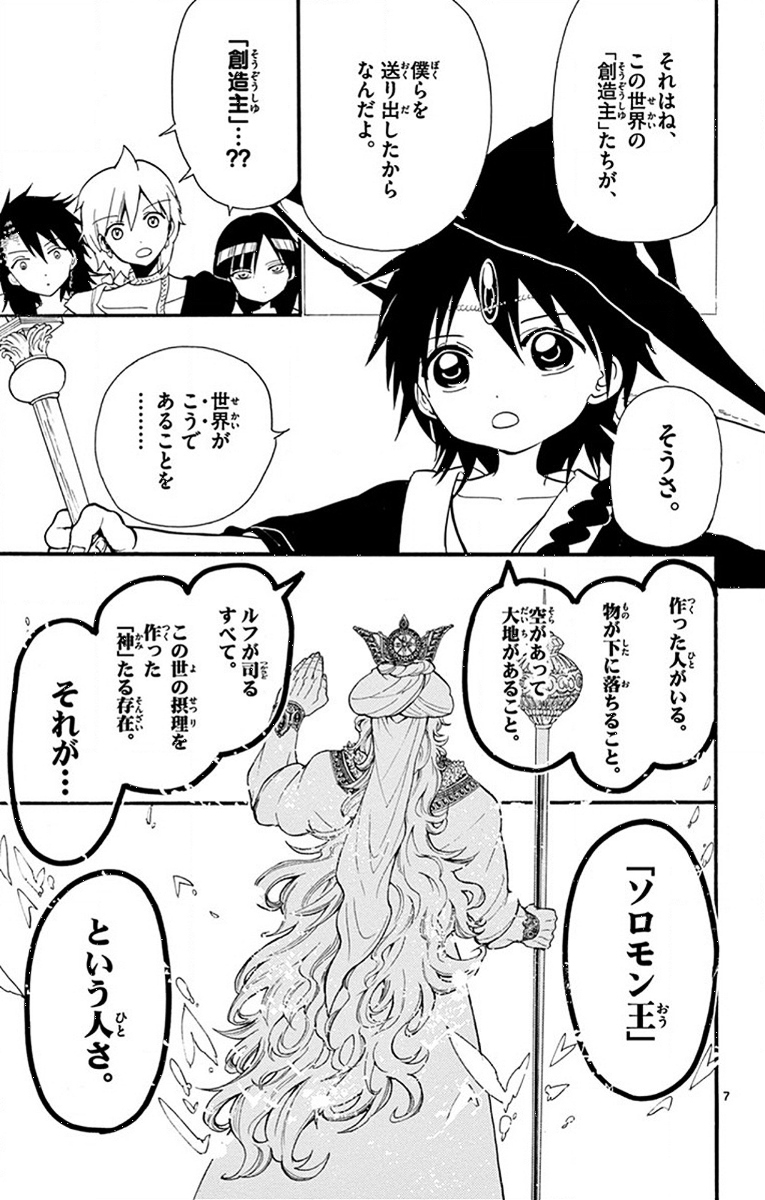 それはね、
この世界の
「創造主」たちが、
僕らを
送り出したから
なんだよ。
「創造主」…??
そうさ。
世界が
こうで
あることを
………
作った人がいる。
物が下に落ちること。
空があって
大地があること。
ルフが司る
すべて。
この世の摂理を
作った
「神」たる存在。
それが…
「ソロモン王」
という人さ。
7